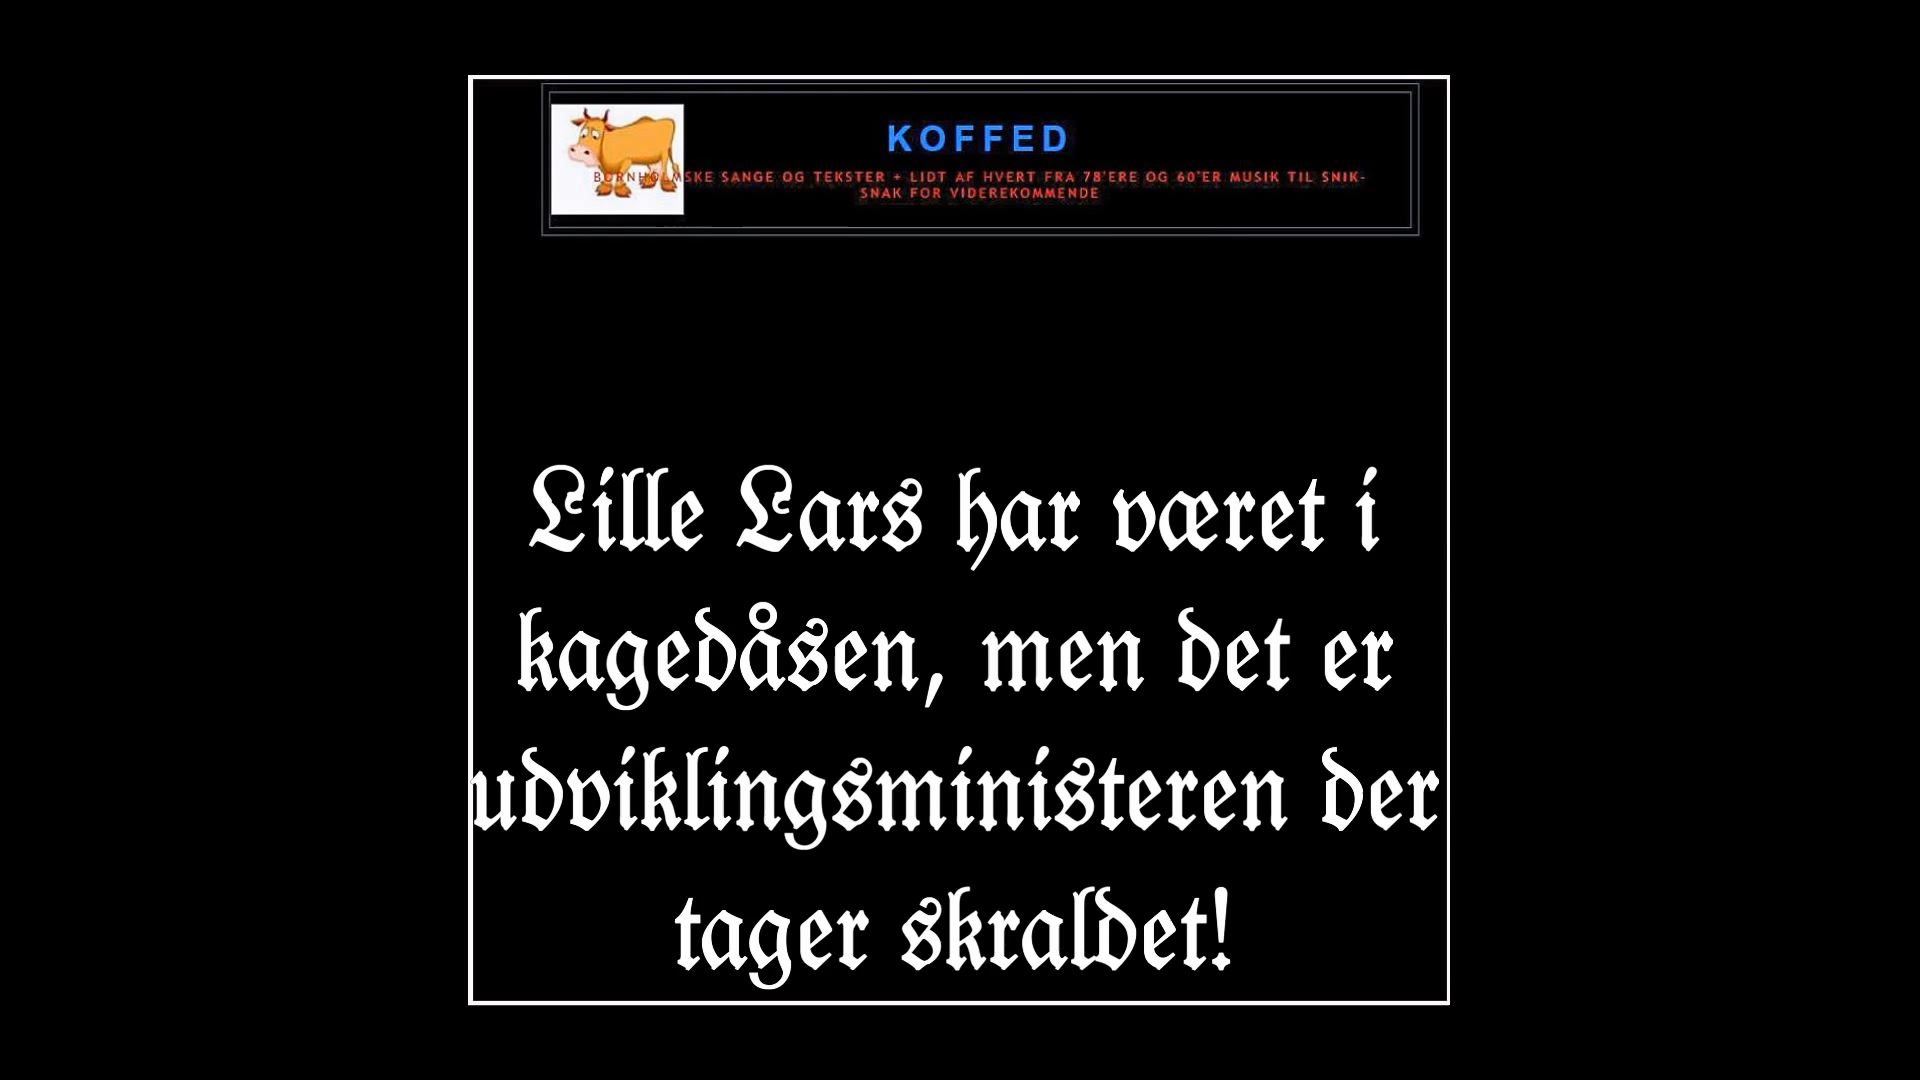 KOFFED
BORNHOLMSKE SANGE OG TEKSTER + LIDT AF HVERT FRA 78'ERE OG 60'ER MUSIK TIL SNIK-
SNAK FOR VIDEREKOMMENDE
Lille Lars har været i
kagedåsen, men det er
udviklingsministeren der
tager skraldet!